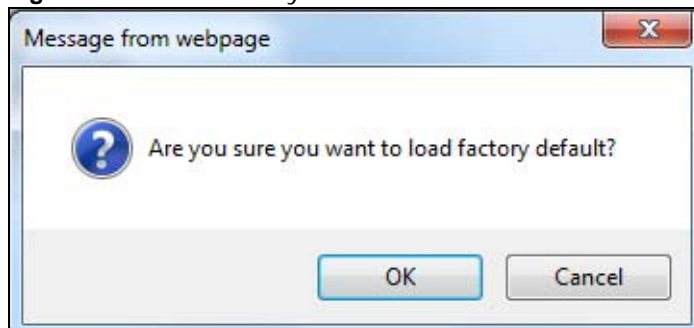 Message from webpage
Are you sure you want to load factory default?
OK
Cancel